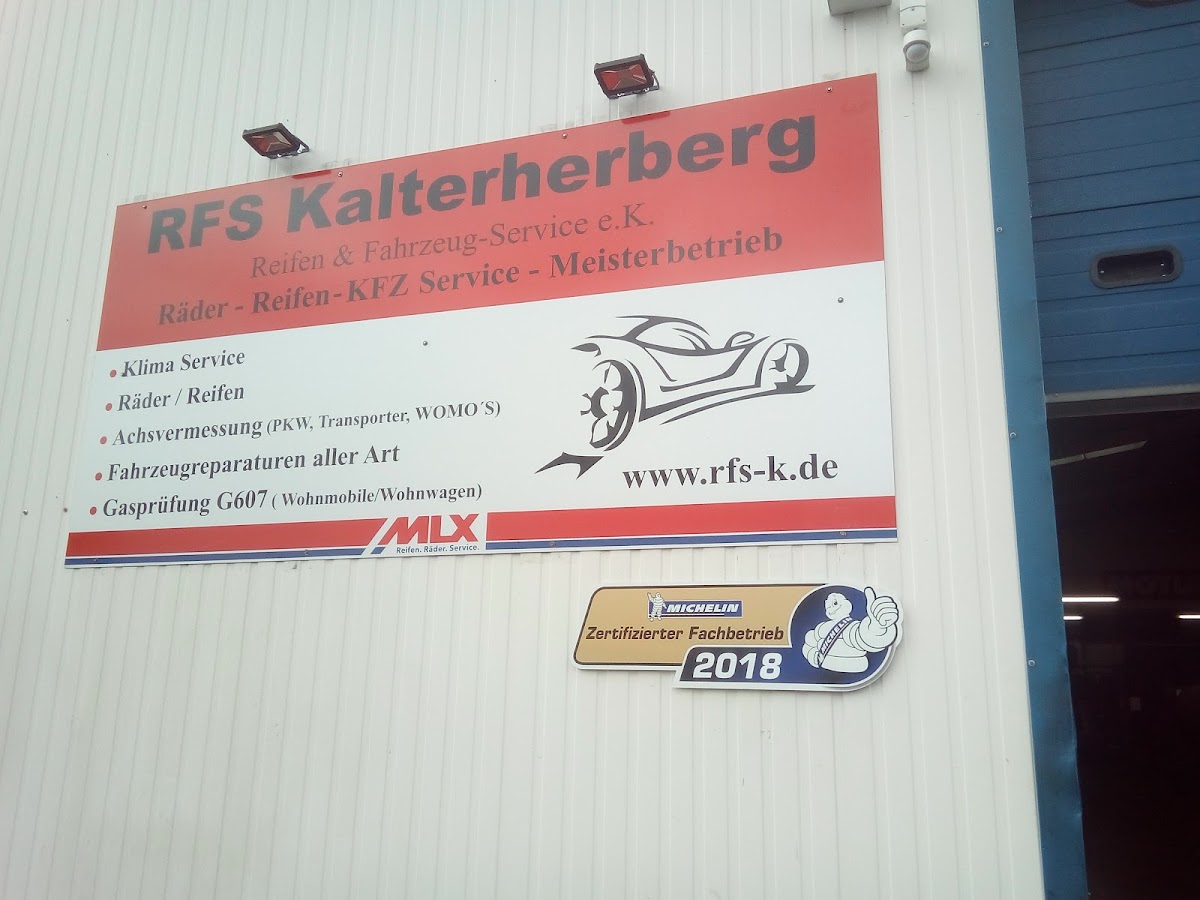 RFS Kalterherberg
Reifen & Fahrzeug-Service e.K.
Räder - Reifen-KFZ Service - Meisterbetrieb
Klima Service
Räder / Reifen
Achsvermessung (PKW, Transporter, WOMO´S)
Fahrzeugreparaturen aller Art
Gasprüfung G607 ( Wohnmobile/Wohnwagen)
www.rfs-k.de
MLX
Reifen. Räder. Service.
MICHELIN
Zertifizierter Fachbetrieb
2018
MICHELIN